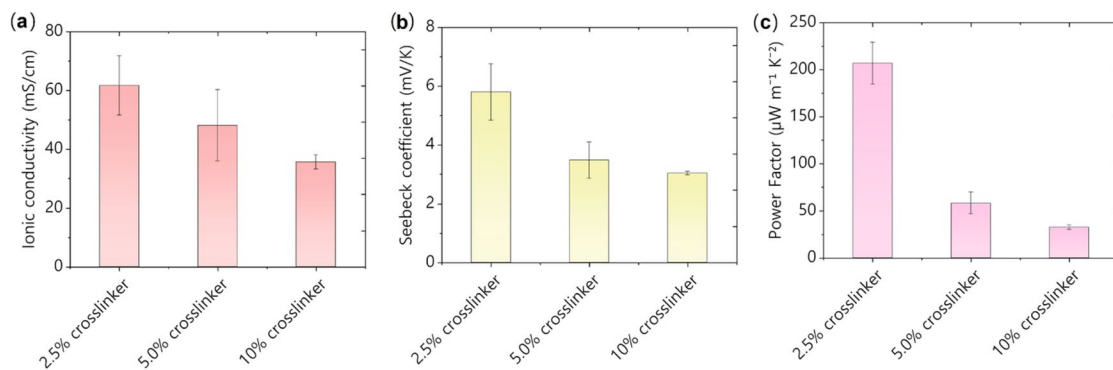 (a)
Ionic conductivity (mS/cm)
80
60
40
20
0
2.5% crosslinker
5.0% crosslinker
10% crosslinker
(b)
Seebeck coefficient (mV/K)
8
6
4
2
0
2.5% crosslinker
5.0% crosslinker
10% crosslinker
(c)
Power Factor (µW m⁻¹ K⁻²)
200
150
100
50
0
2.5% crosslinker
5.0% crosslinker
10% crosslinker